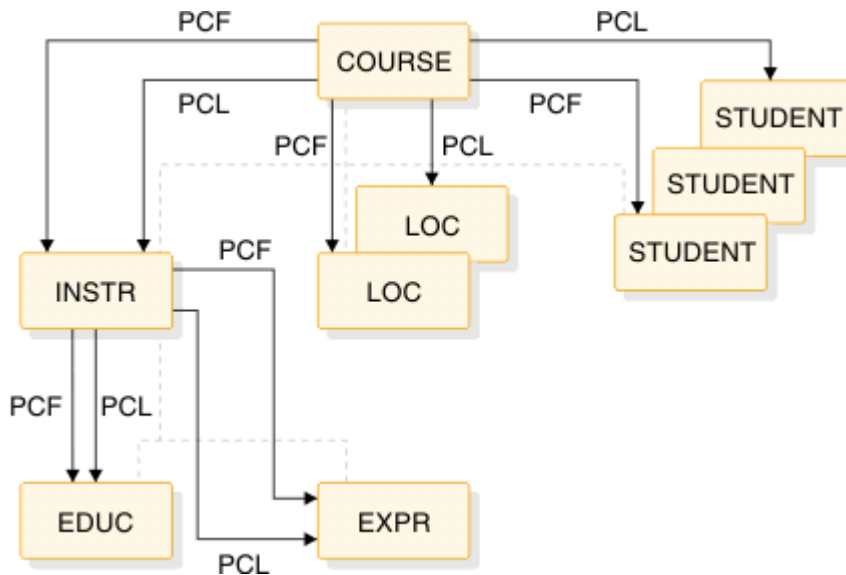 PCF
COURSE
PCL
PCL
PCF
STUDENT
PCF
PCL
STUDENT
LOC
STUDENT
PCF
INSTR
LOC
PCF
PCL
EDUC
EXPR
PCL